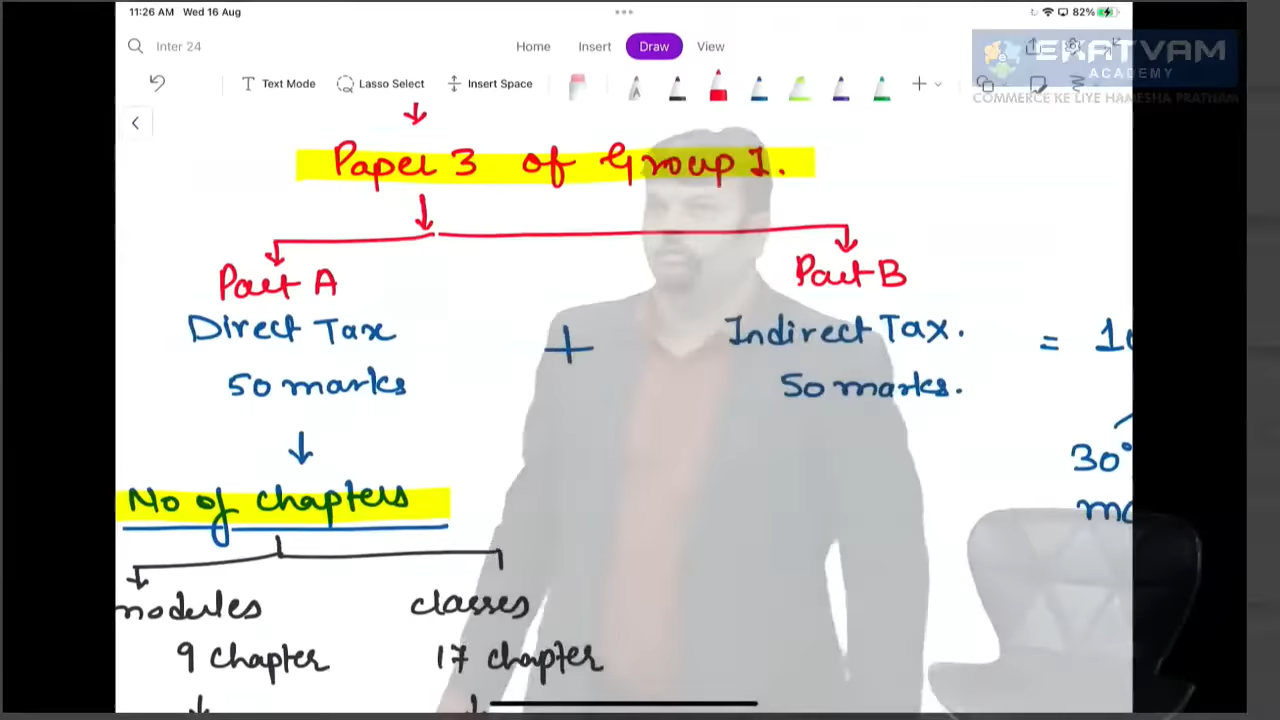 11:26 AM Wed 16 Aug
82%
Inter 24
Home Insert Draw View
EKATVAM
ACADEMY
COMMERCE KE LIYE HAMESHA PRATHAM
Text Mode Lasso Select Insert Space
Paper 3 of Group 1.
Part A Part B
Direct Tax + Indirect Tax. =
50 marks 50 marks.
30%
No of chapters
modules classes
9 chapter 17 chapter